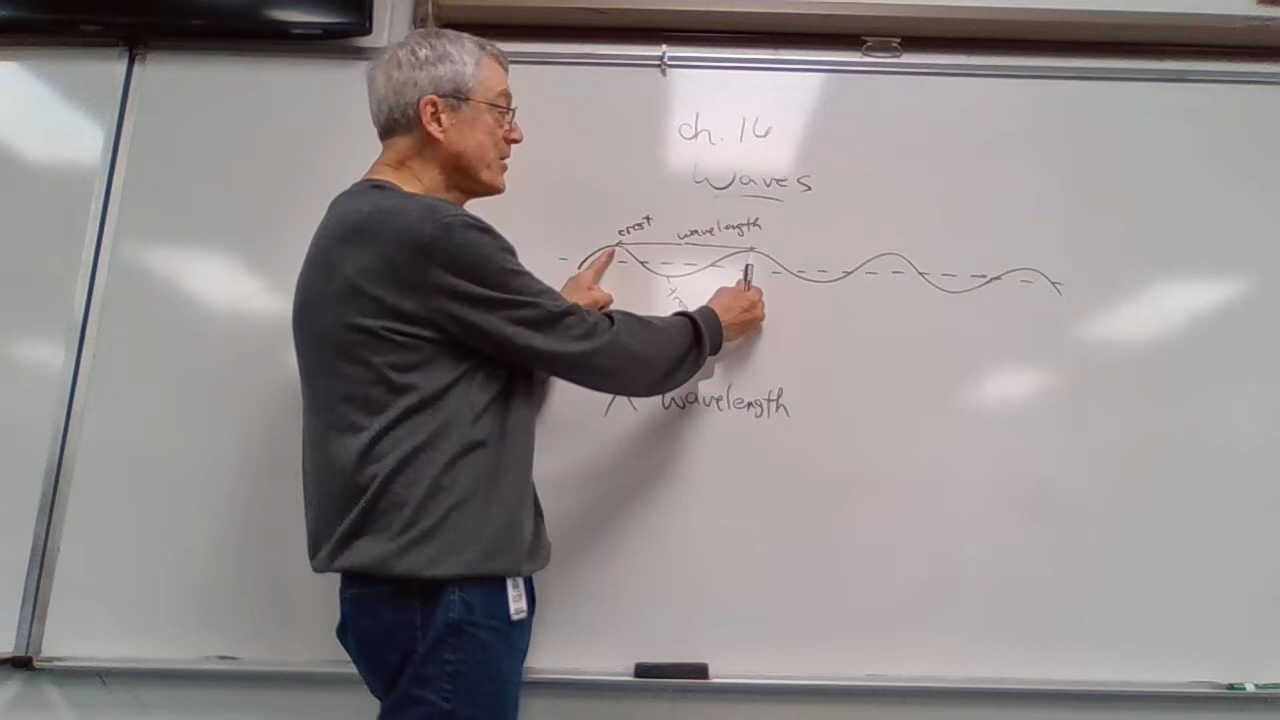 ch. 16
Waves
crest wavelength
λ wavelength